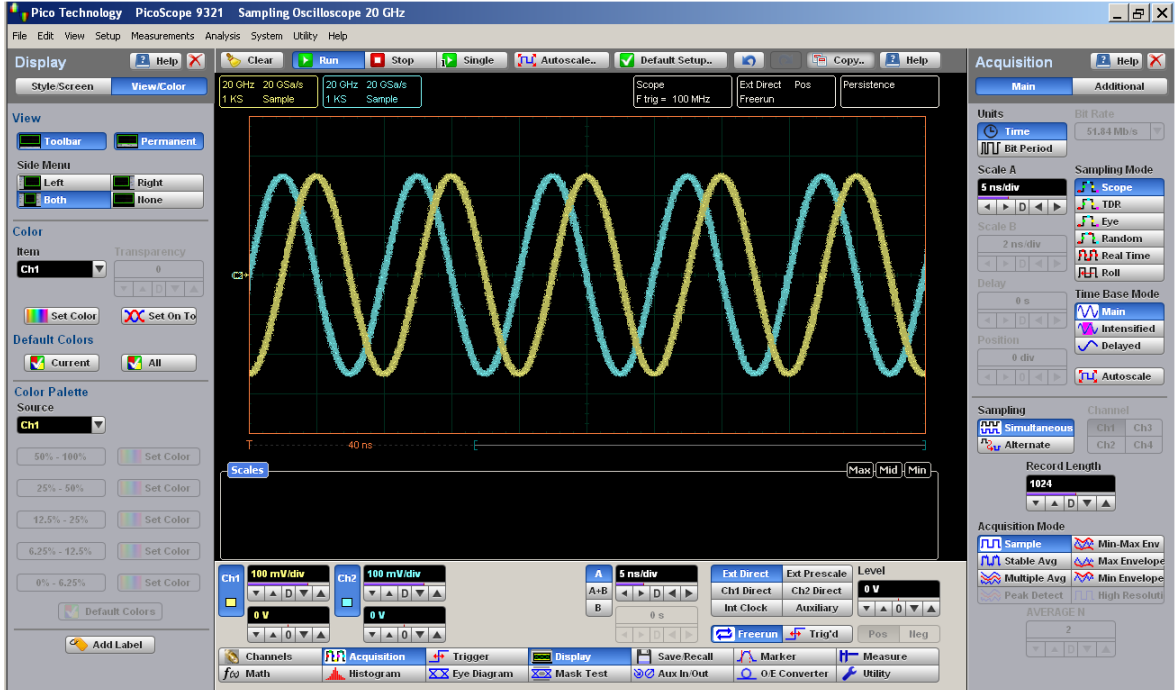 Pico Technology PicoScope 9321 Sampling Oscilloscope 20 GHz
File Edit View Setup Measurements Analysis System Utility Help
Display ? Help
Style/Screen View/Color
View
Toolbar Permanent
Side Menu
Left Right
Both None
Color
Item Transparency
Ch1 0
D
Set Color Set On To
Default Colors
Current All
Color Palette
Source
Ch1
50% - 100% Set Color
25% - 50% Set Color
12.5% - 25% Set Color
6.25% - 12.5% Set Color
0% - 6.25% Set Color
Default Colors
Add Label
Clear Run Stop Single Autoscale.. Default Setup.. Copy.. ? Help
20 GHz 20 GSa/s
1 KS Sample
20 GHz 20 GSa/s
1 KS Sample
Scope
F trig = 100 MHz
Ext Direct Pos
Freerun
Persistence
T 40 ns
Scales Max Mid Min
Ch1 100 mV/div Ch2 100 mV/div
D D
0 V 0 V
0 0
A 5 ns/div
A+B D
B 0 s
D
Ext Direct Ext Prescale Level
Ch1 Direct Ch2 Direct 0 V
Int Clock Auxiliary 0
Freerun Trig'd Pos Neg
Channels Acquisition Trigger Display Save/Recall Marker Measure
f(x) Math Histogram Eye Diagram Mask Test Aux In/Out O/E Converter Utility
Acquisition ? Help
Main Additional
Units Bit Rate
Time 51.84 Mb/s
Bit Period
Scale A Sampling Mode
5 ns/div Scope
D TDR
Scale B Eye
2 ns/div Random
D Real Time
Roll
Delay Time Base Mode
0 s Main
D Intensified
Position Delayed
0 div
D Autoscale
Sampling Channel
Simultaneous Ch1 Ch3
Alternate Ch2 Ch4
Record Length
1024
D
Acquisition Mode
Sample Min-Max Env
Stable Avg Max Envelope
Multiple Avg Min Envelope
Peak Detect High Resoluti
AVERAGE N
2
D